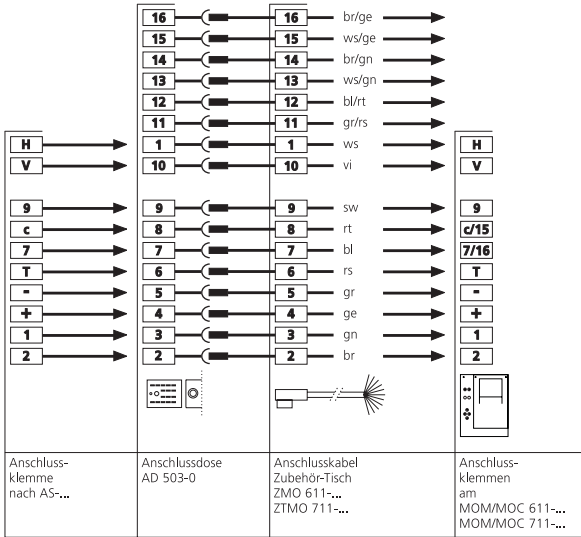 16 16 br/ge
15 15 ws/ge
14 14 br/gn
13 13 ws/gn
12 12 bl/rt
11 11 gr/rs
H 1 1 ws H
V 10 10 vi V
9 9 9 sw 9
c 8 8 rt c/15
7 7 7 bl 7/16
T 6 6 rs T
- 5 5 gr -
+ 4 4 ge +
1 3 3 gn 1
2 2 2 br 2
Anschluss-
klemme
nach AS-...
Anschlussdose
AD 503-0
Anschlusskabel
Zubehör-Tisch
ZMO 611-...
ZTMO 711-...
Anschluss-
klemmen
am
MOM/MOC 611-...
MOM/MOC 711-...